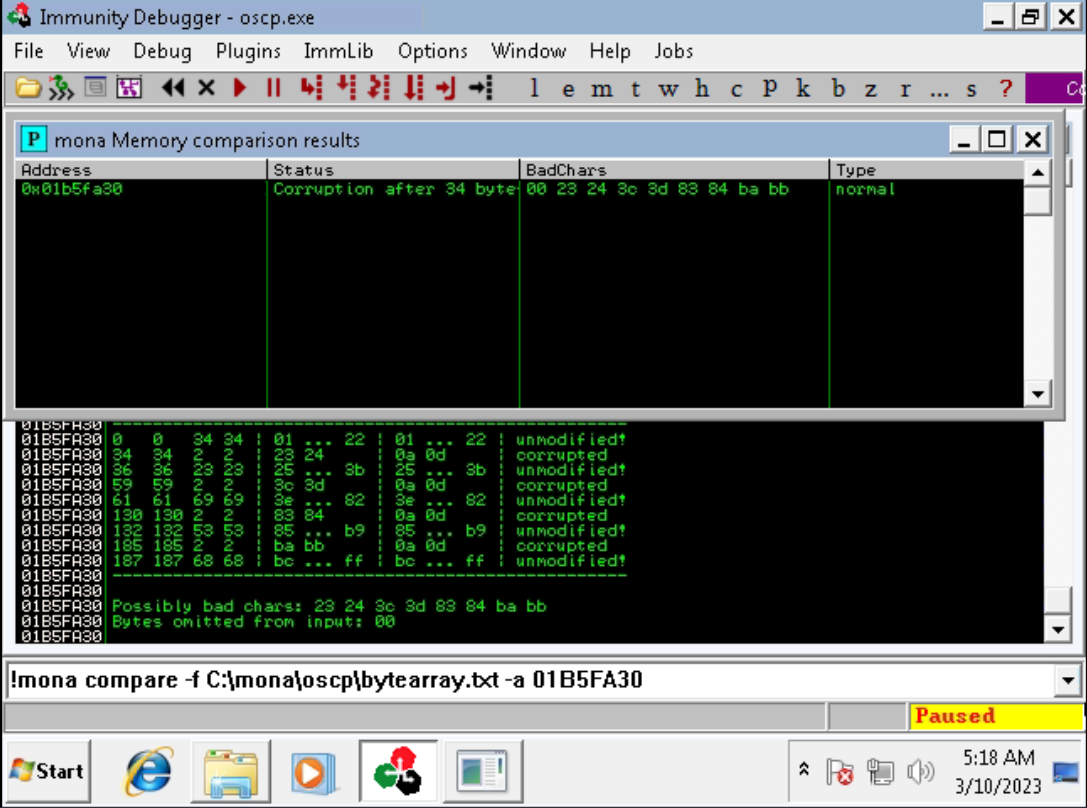 Immunity Debugger - oscp.exe
File View Debug Plugins ImmLib Options Window Help Jobs
l e m t w h c P k b z r ... s ?
P mona Memory comparison results
Address Status BadChars Type
0x01b5fa30 Corruption after 34 byte 00 23 24 3c 3d 83 84 ba bb normal
01B5FA30 ------------------------------------------------
01B5FA30 0 0 34 34 | 01 ... 22 | 01 ... 22 | unmodified!
01B5FA30 34 34 2 2 | 23 24 | 0a 0d | corrupted
01B5FA30 36 36 23 23 | 25 ... 3b | 25 ... 3b | unmodified!
01B5FA30 59 59 2 2 | 3c 3d | 0a 0d | corrupted
01B5FA30 61 61 69 69 | 3e ... 82 | 3e ... 82 | unmodified!
01B5FA30 130 130 2 2 | 83 84 | 0a 0d | corrupted
01B5FA30 132 132 53 53 | 85 ... b9 | 85 ... b9 | unmodified!
01B5FA30 185 185 2 2 | ba bb | 0a 0d | corrupted
01B5FA30 187 187 68 68 | bc ... ff | bc ... ff | unmodified!
01B5FA30 ------------------------------------------------
01B5FA30
01B5FA30 Possibly bad chars: 23 24 3c 3d 83 84 ba bb
01B5FA30 Bytes omitted from input: 00
01B5FA30
!mona compare -f C:\mona\oscp\bytearray.txt -a 01B5FA30
Paused
Start
5:18 AM
3/10/2023